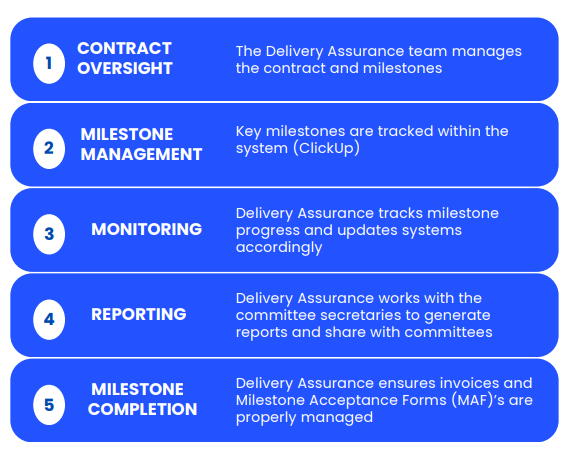 1
CONTRACT
OVERSIGHT
The Delivery Assurance team manages
the contract and milestones
2
MILESTONE
MANAGEMENT
Key milestones are tracked within the
system (ClickUp)
3
MONITORING
Delivery Assurance tracks milestone
progress and updates systems
accordingly
4
REPORTING
Delivery Assurance works with the
committee secretaries to generate
reports and share with committees
5
MILESTONE
COMPLETION
Delivery Assurance ensures invoices and
Milestone Acceptance Forms (MAF)'s are
properly managed